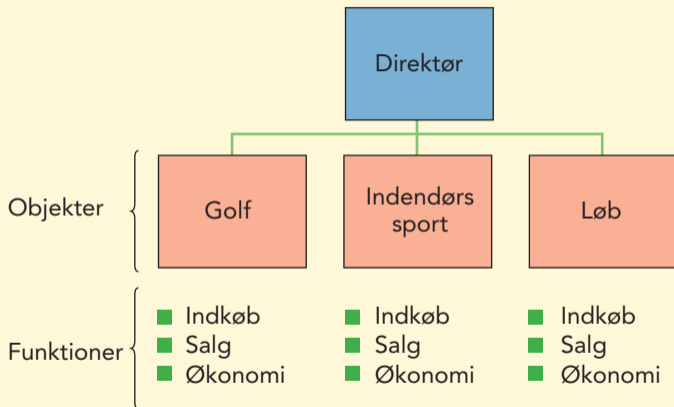 Direktør
Objekter
Golf
Indendørs
sport
Løb
Funktioner
Indkøb
Salg
Økonomi
Indkøb
Salg
Økonomi
Indkøb
Salg
Økonomi